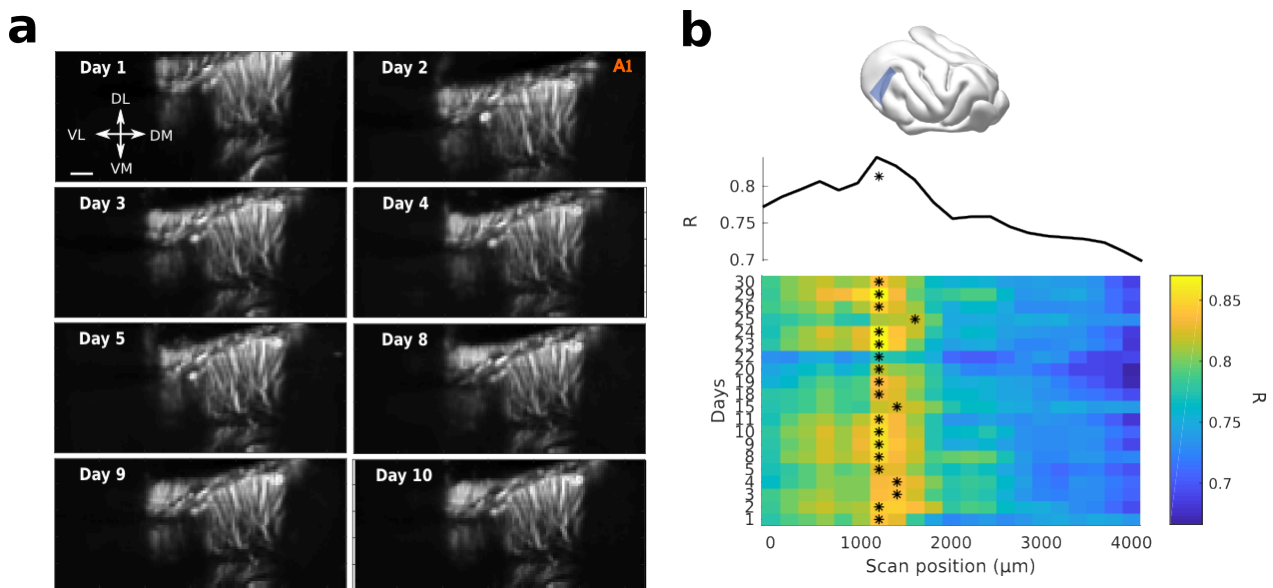 a
Day 1
DL
VL
DM
VM
Day 2
A1
Day 3
Day 4
Day 5
Day 8
Day 9
Day 10
b
R
0.8
0.75
0.7
Days
30
29
26
25
24
23
22
20
19
18
15
11
10
9
8
5
4
3
2
1
0
1000
2000
3000
4000
Scan position (µm)
0.85
0.8
0.75
0.7
R